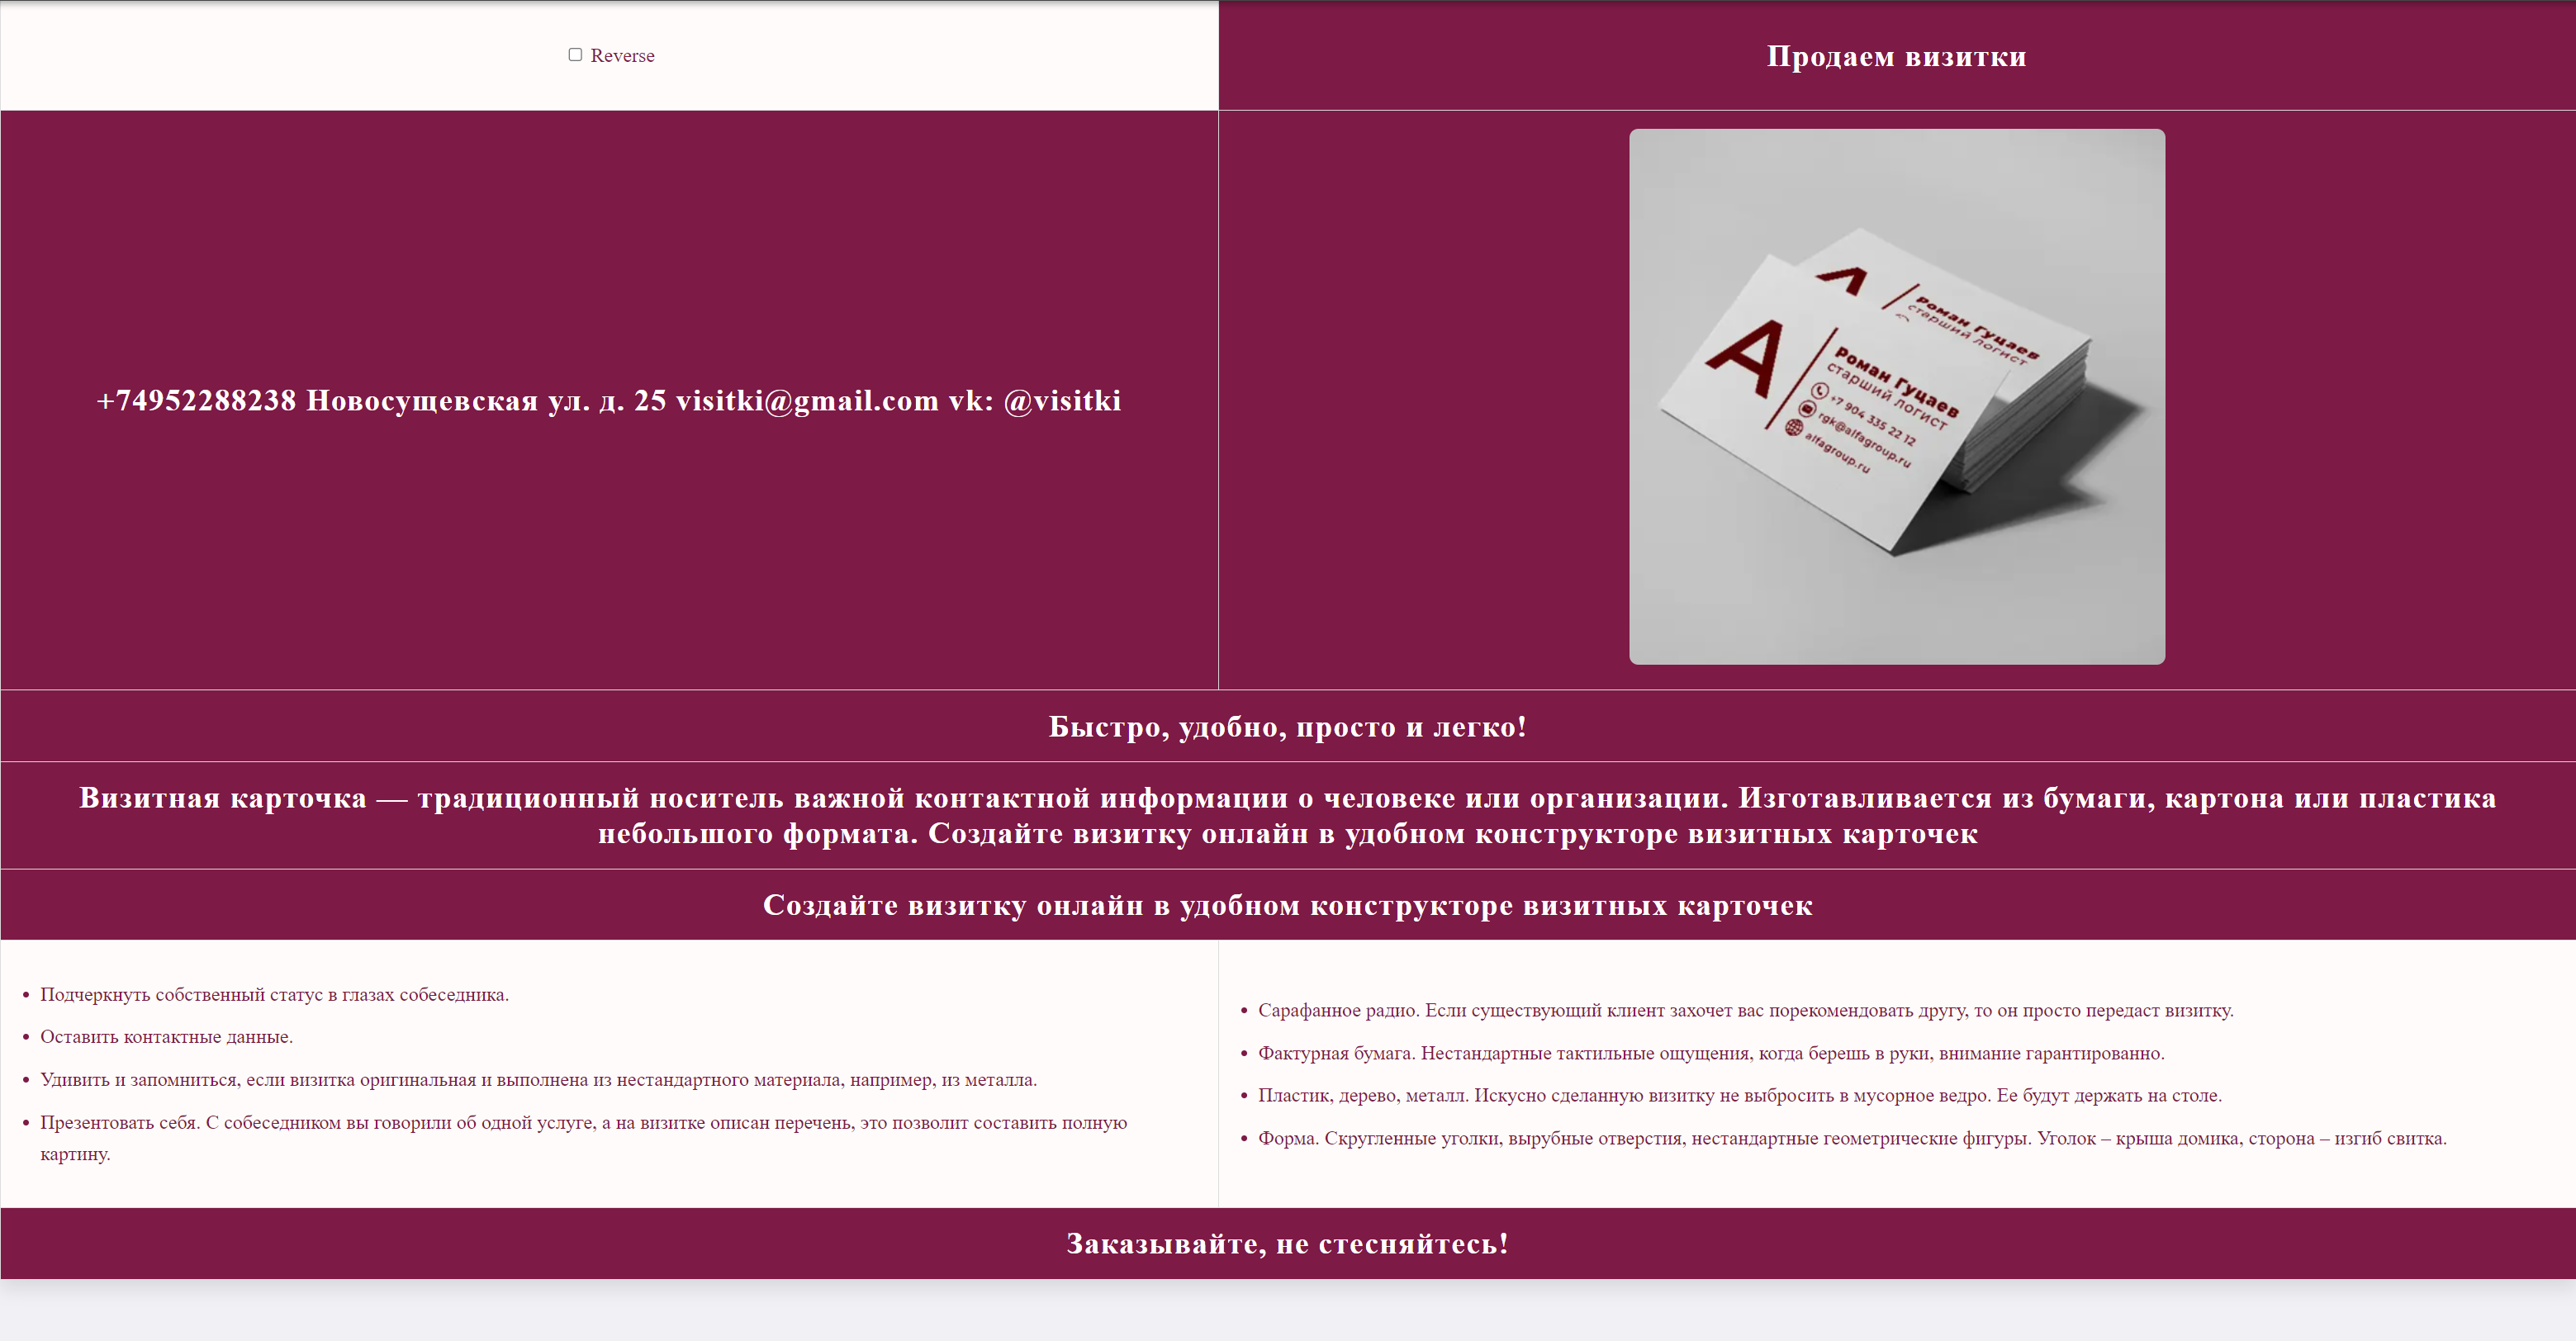 Reverse
Продаем визитки
+74952288238 Новосущевская ул. д. 25 visitki@gmail.com vk: @visitki
A
Роман Гуцаев
старший логист
A
Роман Гуцаев
старший логист
+7 904 335 22 12
rgk@alfagroup.ru
alfagroup.ru
Быстро, удобно, просто и легко!
Визитная карточка — традиционный носитель важной контактной информации о человеке или организации. Изготавливается из бумаги, картона или пластика
небольшого формата. Создайте визитку онлайн в удобном конструкторе визитных карточек
Создайте визитку онлайн в удобном конструкторе визитных карточек
• Подчеркнуть собственный статус в глазах собеседника.
• Оставить контактные данные.
• Удивить и запомниться, если визитка оригинальная и выполнена из нестандартного материала, например, из металла.
• Презентовать себя. С собеседником вы говорили об одной услуге, а на визитке описан перечень, это позволит составить полную
картину.
• Сарафанное радио. Если существующий клиент захочет вас порекомендовать другу, то он просто передаст визитку.
• Фактурная бумага. Нестандартные тактильные ощущения, когда берешь в руки, внимание гарантированно.
• Пластик, дерево, металл. Искусно сделанную визитку не выбросить в мусорное ведро. Ее будут держать на столе.
• Форма. Скругленные уголки, вырубные отверстия, нестандартные геометрические фигуры. Уголок – крыша домика, сторона – изгиб свитка.
Заказывайте, не стесняйтесь!